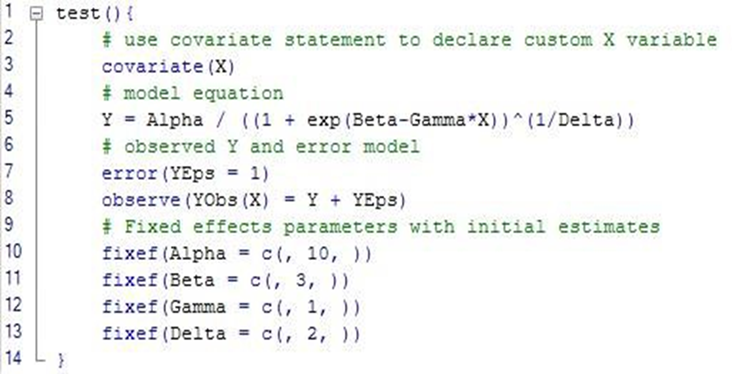 1 test(){
2 # use covariate statement to declare custom X variable
3 covariate(X)
4 # model equation
5 Y = Alpha / ((1 + exp(Beta-Gamma*X))^(1/Delta))
6 # observed Y and error model
7 error(YEps = 1)
8 observe(YObs(X) = Y + YEps)
9 # Fixed effects parameters with initial estimates
10 fixef(Alpha = c(, 10, ))
11 fixef(Beta = c(, 3, ))
12 fixef(Gamma = c(, 1, ))
13 fixef(Delta = c(, 2, ))
14 }